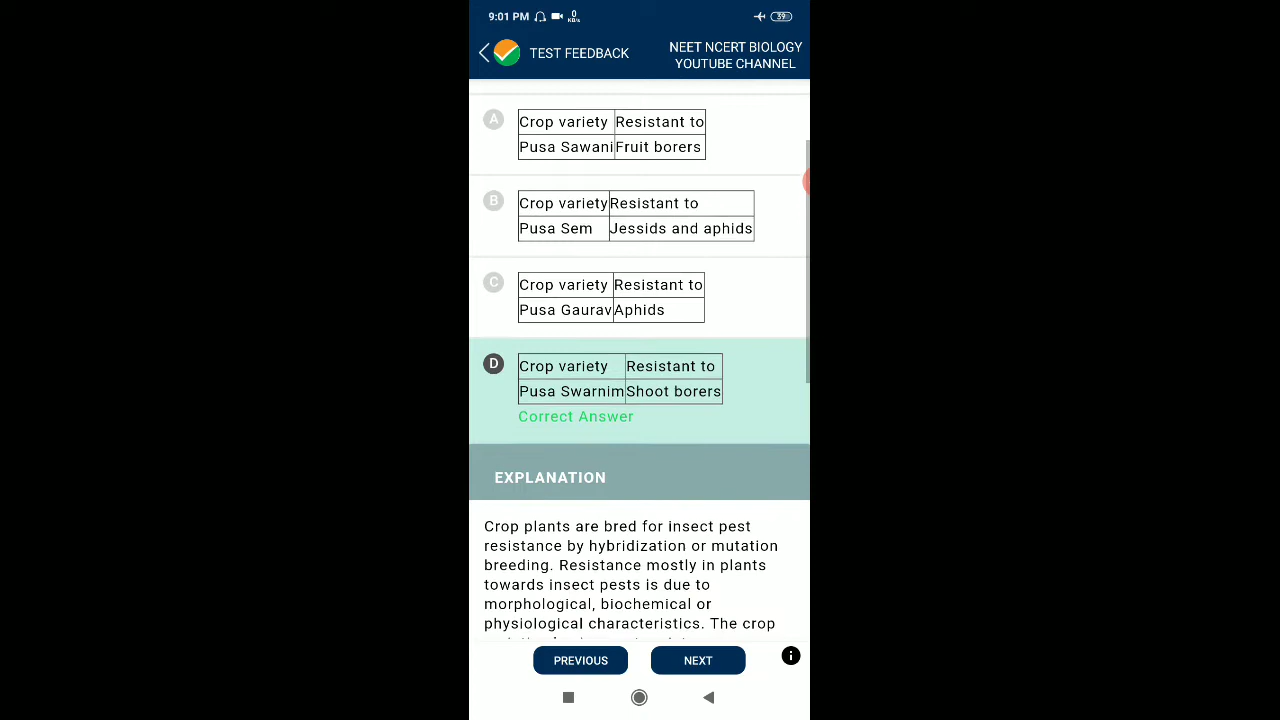 9:01 PM 0 KB/s 39
TEST FEEDBACK
NEET NCERT BIOLOGY
YOUTUBE CHANNEL
A
Crop variety Resistant to
Pusa Sawani Fruit borers
B
Crop variety Resistant to
Pusa Sem Jessids and aphids
C
Crop variety Resistant to
Pusa Gaurav Aphids
D
Crop variety Resistant to
Pusa Swarnim Shoot borers
Correct Answer
EXPLANATION
Crop plants are bred for insect pest
resistance by hybridization or mutation
breeding. Resistance mostly in plants
towards insect pests is due to
morphological, biochemical or
physiological characteristics. The crop
PREVIOUS NEXT